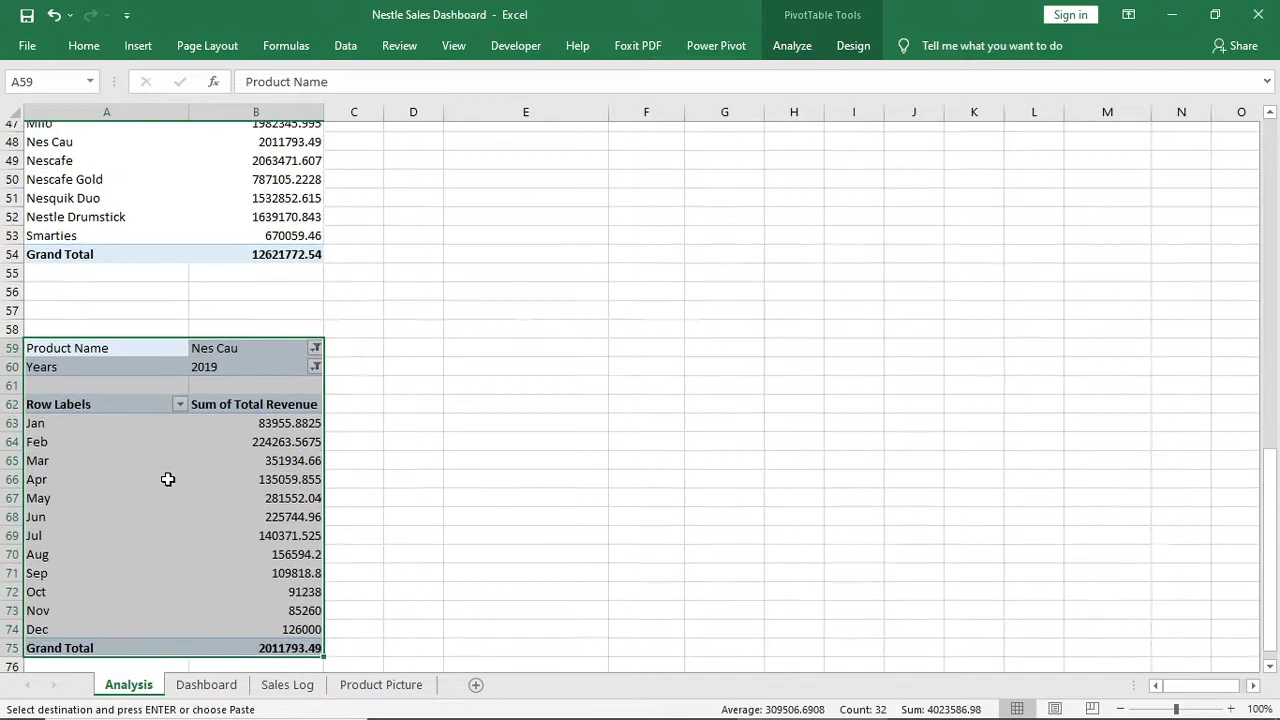 Nestle Sales Dashboard - Excel
PivotTable Tools
Sign in
File Home Insert Page Layout Formulas Data Review View Developer Help Foxit PDF Power Pivot Analyze Design Tell me what you want to do Share
A59 fx Product Name
A B C D E F G H I J K L M N O
47 Milo 1982345.995
48 Nes Cau 2011793.49
49 Nescafe 2063471.607
50 Nescafe Gold 787105.2228
51 Nesquik Duo 1532852.615
52 Nestle Drumstick 1639170.843
53 Smarties 670059.46
54 Grand Total 12621772.54
55
56
57
58
59 Product Name Nes Cau
60 Years 2019
61
62 Row Labels Sum of Total Revenue
63 Jan 83955.8825
64 Feb 224263.5675
65 Mar 351934.66
66 Apr 135059.855
67 May 281552.04
68 Jun 225744.96
69 Jul 140371.525
70 Aug 156594.2
71 Sep 109818.8
72 Oct 91238
73 Nov 85260
74 Dec 126000
75 Grand Total 2011793.49
76
Analysis Dashboard Sales Log Product Picture
Select destination and press ENTER or choose Paste Average: 309506.6908 Count: 32 Sum: 4023586.98 100%